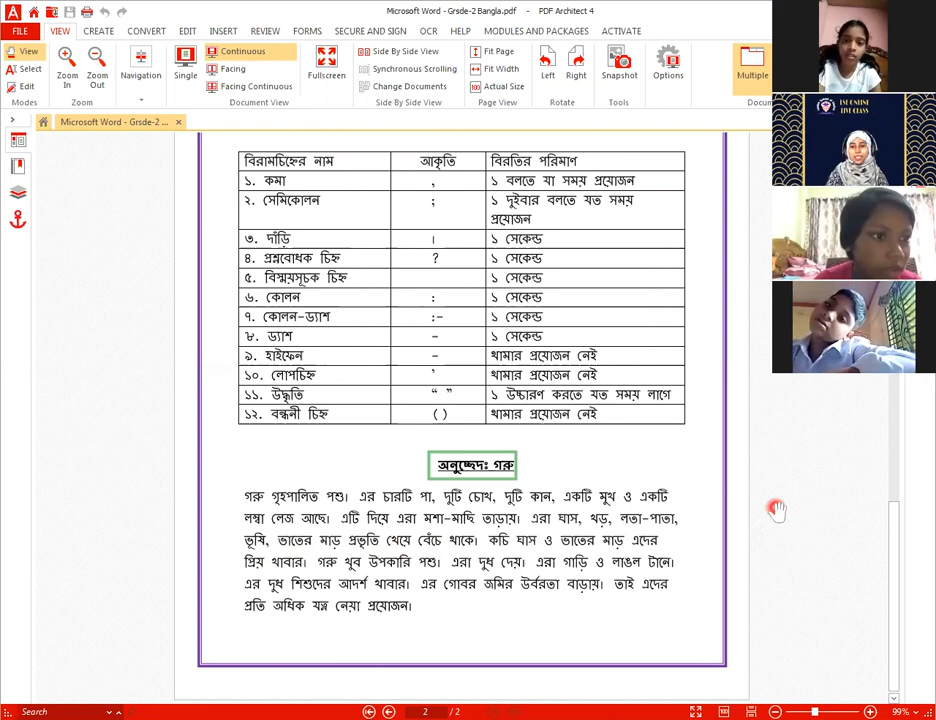 Microsoft Word - Grsde-2 Bangla.pdf - PDF Architect 4
FILE VIEW CREATE CONVERT EDIT INSERT REVIEW FORMS SECURE AND SIGN OCR HELP MODULES AND PACKAGES ACTIVATE
View
Select
Edit
Modes
Zoom In
Zoom Out
Zoom
Navigation
Single
Continuous
Facing
Facing Continuous
Document View
Fullscreen
Side By Side View
Synchronous Scrolling
Change Documents
Side By Side View
Fit Page
Fit Width
Actual Size
Page View
Left
Right
Rotate
Snapshot
Tools
Options
Multiple
Docum
Microsoft Word - Grsde-2 ... ×
বিরামচিহ্নের নাম আকৃতি বিরতির পরিমাণ
১. কমা , ১ বলতে যা সময় প্রয়োজন
২. সেমিকোলন ; ১ দুইবার বলতে যত সময়
প্রয়োজন
৩. দাঁড়ি । ১ সেকেন্ড
৪. প্রশ্নবোধক চিহ্ন ? ১ সেকেন্ড
৫. বিস্ময়সূচক চিহ্ন ১ সেকেন্ড
৬. কোলন : ১ সেকেন্ড
৭. কোলন-ড্যাশ :- ১ সেকেন্ড
৮. ড্যাশ – ১ সেকেন্ড
৯. হাইফেন - থামার প্রয়োজন নেই
১০. লোপচিহ্ন ’ থামার প্রয়োজন নেই
১১. উদ্ধৃতি “ ” ১ উচ্চারণ করতে যত সময় লাগে
১২. বন্ধনী চিহ্ন ( ) থামার প্রয়োজন নেই
অনুচ্ছেদঃ গরু
গরু গৃহপালিত পশু। এর চারটি পা, দুটি চোখ, দুটি কান, একটি মুখ ও একটি
লম্বা লেজ আছে। এটি দিয়ে এরা মশা-মাছি তাড়ায়। এরা ঘাস, খড়, লতা-পাতা,
ভূষি, ভাতের মাড় প্রভৃতি খেয়ে বেঁচে থাকে। কচি ঘাস ও ভাতের মাড় এদের
প্রিয় খাবার। গরু খুব উপকারি পশু। এরা দুধ দেয়। এরা গাড়ি ও লাঙল টানে।
এর দুধ শিশুদের আদর্শ খাবার। এর গোবর জমির উর্বরতা বাড়ায়। তাই এদের
প্রতি অধিক যত্ন নেয়া প্রয়োজন।
1ST ONLINE
LIVE CLASS
Search
2 / 2
99%